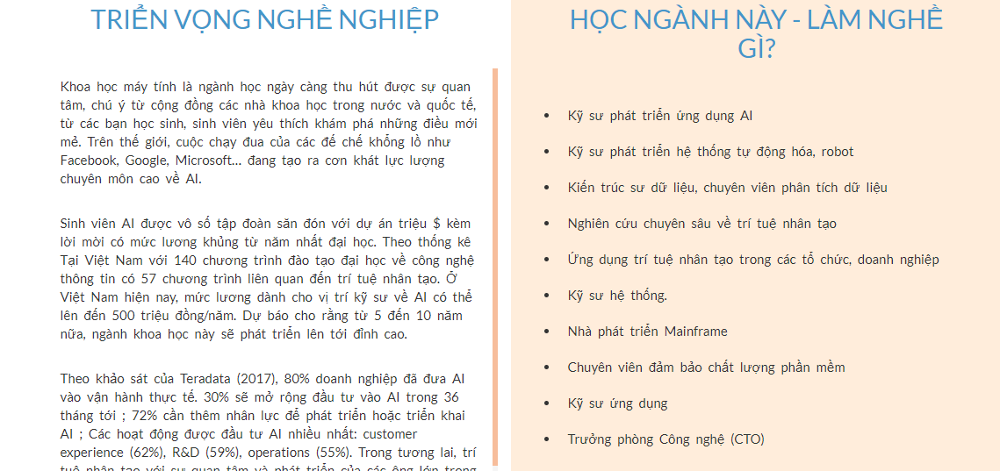 TRIỂN VỌNG NGHỀ NGHIỆP
Khoa học máy tính là ngành học ngày càng thu hút được sự quan
tâm, chú ý từ cộng đồng các nhà khoa học trong nước và quốc tế,
từ các bạn học sinh, sinh viên yêu thích khám phá những điều mới
mẻ. Trên thế giới, cuộc chạy đua của các đế chế khổng lồ như
Facebook, Google, Microsoft... đang tạo ra cơn khát lực lượng
chuyên môn cao về AI.
Sinh viên AI được vô số tập đoàn săn đón với dự án triệu $ kèm
lời mời có mức lương khủng từ năm nhất đại học. Theo thống kê
Tại Việt Nam với 140 chương trình đào tạo đại học về công nghệ
thông tin có 57 chương trình liên quan đến trí tuệ nhân tạo. Ở
Việt Nam hiện nay, mức lương dành cho vị trí kỹ sư về AI có thể
lên đến 500 triệu đồng/năm. Dự báo cho rằng từ 5 đến 10 năm
nữa, ngành khoa học này sẽ phát triển lên tới đỉnh cao.
Theo khảo sát của Teradata (2017), 80% doanh nghiệp đã đưa AI
vào vận hành thực tế. 30% sẽ mở rộng đầu tư vào AI trong 36
tháng tới ; 72% cần thêm nhân lực để phát triển hoặc triển khai
AI ; Các hoạt động được đầu tư AI nhiều nhất: customer
experience (62%), R&D (59%), operations (55%). Trong tương lai, trí
tuệ nhân tạo với sự quan tâm và phát triển của các ông lớn trong
HỌC NGÀNH NÀY - LÀM NGHỀ
GÌ?
• Kỹ sư phát triển ứng dụng AI
• Kỹ sư phát triển hệ thống tự động hóa, robot
• Kiến trúc sư dữ liệu, chuyên viên phân tích dữ liệu
• Nghiên cứu chuyên sâu về trí tuệ nhân tạo
• Ứng dụng trí tuệ nhân tạo trong các tổ chức, doanh nghiệp
• Kỹ sư hệ thống.
• Nhà phát triển Mainframe
• Chuyên viên đảm bảo chất lượng phần mềm
• Kỹ sư ứng dụng
• Trưởng phòng Công nghệ (CTO)